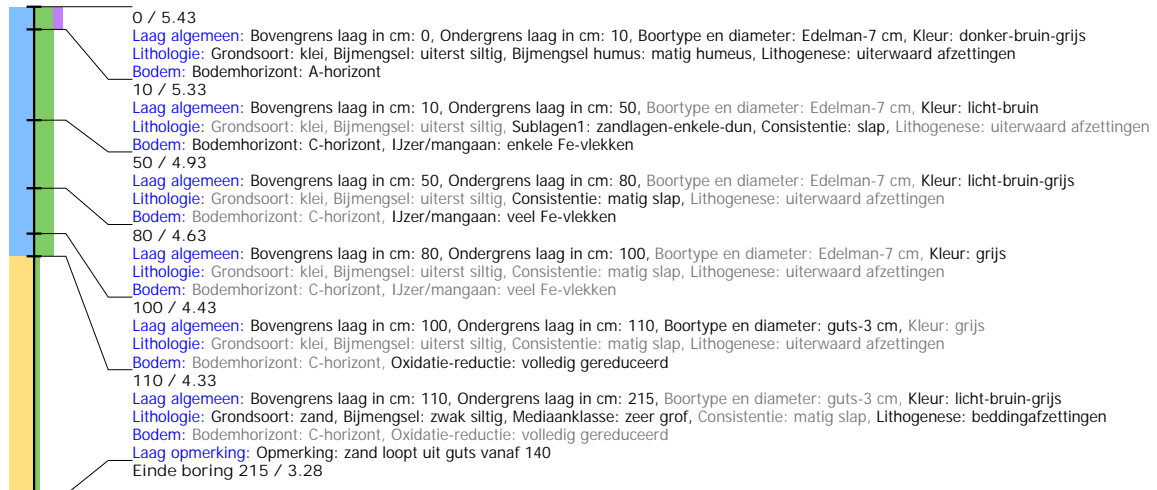 0 / 5.43
Laag algemeen: Bovengrens laag in cm: 0, Ondergrens laag in cm: 10, Boortype en diameter: Edelman-7 cm, Kleur: donker-bruin-grijs
Lithologie: Grondsoort: klei, Bijmengsel: uiterst siltig, Bijmengsel humus: matig humeus, Lithogenese: uiterwaard afzettingen
Bodem: Bodemhorizont: A-horizont
10 / 5.33
Laag algemeen: Bovengrens laag in cm: 10, Ondergrens laag in cm: 50, Boortype en diameter: Edelman-7 cm, Kleur: licht-bruin
Lithologie: Grondsoort: klei, Bijmengsel: uiterst siltig, Sublagen1: zandlagen-enkele-dun, Consistentie: slap, Lithogenese: uiterwaard afzettingen
Bodem: Bodemhorizont: C-horizont, IJzer/mangaan: enkele Fe-vlekken
50 / 4.93
Laag algemeen: Bovengrens laag in cm: 50, Ondergrens laag in cm: 80, Boortype en diameter: Edelman-7 cm, Kleur: licht-bruin-grijs
Lithologie: Grondsoort: klei, Bijmengsel: uiterst siltig, Consistentie: matig slap, Lithogenese: uiterwaard afzettingen
Bodem: Bodemhorizont: C-horizont, IJzer/mangaan: veel Fe-vlekken
80 / 4.63
Laag algemeen: Bovengrens laag in cm: 80, Ondergrens laag in cm: 100, Boortype en diameter: Edelman-7 cm, Kleur: grijs
Lithologie: Grondsoort: klei, Bijmengsel: uiterst siltig, Consistentie: matig slap, Lithogenese: uiterwaard afzettingen
Bodem: Bodemhorizont: C-horizont, IJzer/mangaan: veel Fe-vlekken
100 / 4.43
Laag algemeen: Bovengrens laag in cm: 100, Ondergrens laag in cm: 110, Boortype en diameter: guts-3 cm, Kleur: grijs
Lithologie: Grondsoort: klei, Bijmengsel: uiterst siltig, Consistentie: matig slap, Lithogenese: uiterwaard afzettingen
Bodem: Bodemhorizont: C-horizont, Oxidatie-reductie: volledig gereduceerd
110 / 4.33
Laag algemeen: Bovengrens laag in cm: 110, Ondergrens laag in cm: 215, Boortype en diameter: guts-3 cm, Kleur: licht-bruin-grijs
Lithologie: Grondsoort: zand, Bijmengsel: zwak siltig, Mediaanklasse: zeer grof, Consistentie: matig slap, Lithogenese: beddingafzettingen
Bodem: Bodemhorizont: C-horizont, Oxidatie-reductie: volledig gereduceerd
Laag opmerking: Opmerking: zand loopt uit guts vanaf 140
Einde boring 215 / 3.28